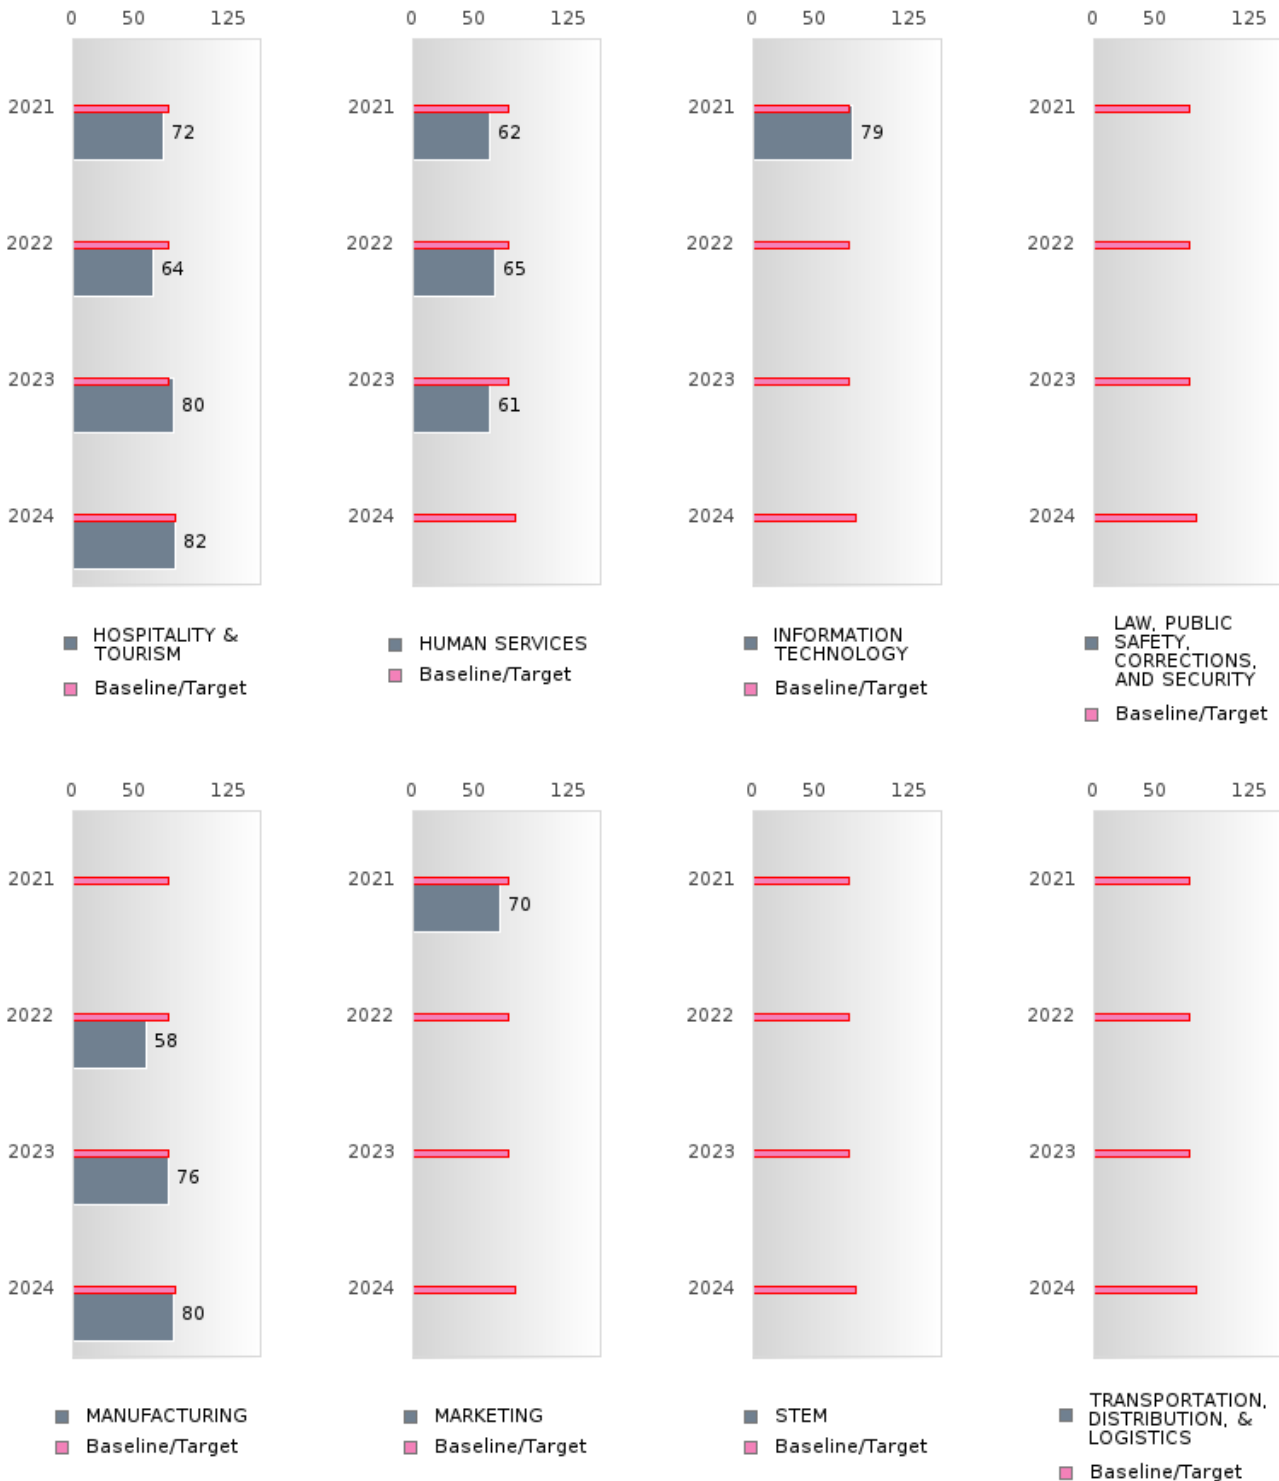 0 50 125
2021 72
2022 64
2023 80
2024 82
HOSPITALITY &
TOURISM
Baseline/Target
0 50 125
2021 62
2022 65
2023 61
2024
HUMAN SERVICES
Baseline/Target
0 50 125
2021 79
2022
2023
2024
INFORMATION
TECHNOLOGY
Baseline/Target
0 50 125
2021
2022
2023
2024
LAW, PUBLIC
SAFETY,
CORRECTIONS,
AND SECURITY
Baseline/Target
0 50 125
2021
2022 58
2023 76
2024 80
MANUFACTURING
Baseline/Target
0 50 125
2021 70
2022
2023
2024
MARKETING
Baseline/Target
0 50 125
2021
2022
2023
2024
STEM
Baseline/Target
0 50 125
2021
2022
2023
2024
TRANSPORTATION,
DISTRIBUTION, &
LOGISTICS
Baseline/Target